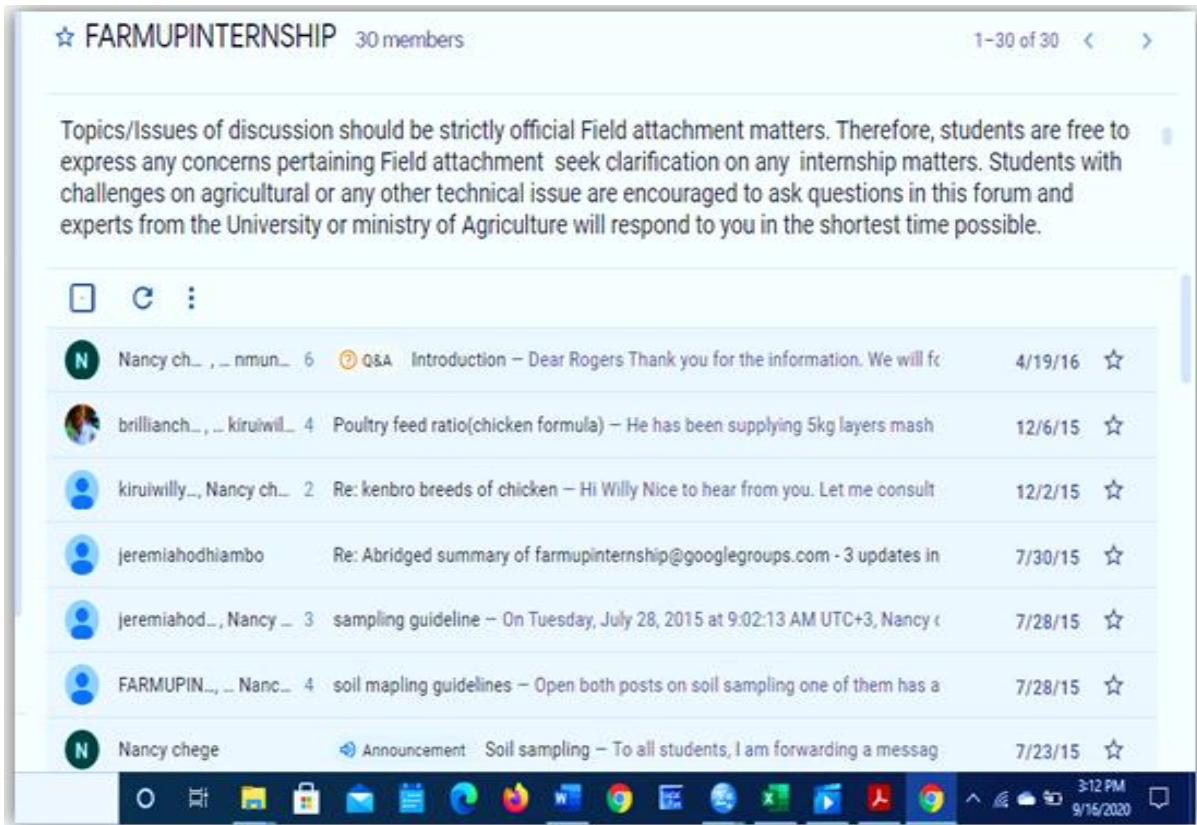 FARMUPINTERNSHIP 30 members 1–30 of 30
Topics/Issues of discussion should be strictly official Field attachment matters. Therefore, students are free to
express any concerns pertaining Field attachment seek clarification on any internship matters. Students with
challenges on agricultural or any other technical issue are encouraged to ask questions in this forum and
experts from the University or ministry of Agriculture will respond to you in the shortest time possible.
N Nancy ch... , ... nmun... 6 Q&A Introduction – Dear Rogers Thank you for the information. We will fc 4/19/16
brillianch... , ... kiruiwil... 4 Poultry feed ratio(chicken formula) – He has been supplying 5kg layers mash 12/6/15
kiruiwilly..., Nancy ch... 2 Re: kenbro breeds of chicken – Hi Willy Nice to hear from you. Let me consult 12/2/15
jeremiahodhiambo Re: Abridged summary of farmupinternship@googlegroups.com - 3 updates in 7/30/15
jeremiahod..., Nancy ... 3 sampling guideline – On Tuesday, July 28, 2015 at 9:02:13 AM UTC+3, Nancy c 7/28/15
FARMUPIN..., ... Nanc... 4 soil mapling guidelines – Open both posts on soil sampling one of them has a 7/28/15
N Nancy chege Announcement Soil sampling – To all students, I am forwarding a messag 7/23/15
3:12 PM
9/16/2020